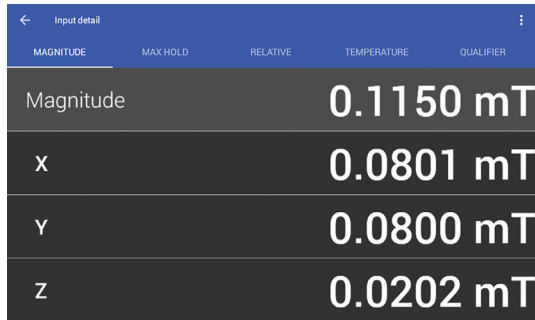 Input detail
MAGNITUDE MAX HOLD RELATIVE TEMPERATURE QUALIFIER
Magnitude 0.1150 mT
X 0.0801 mT
Y 0.0800 mT
Z 0.0202 mT